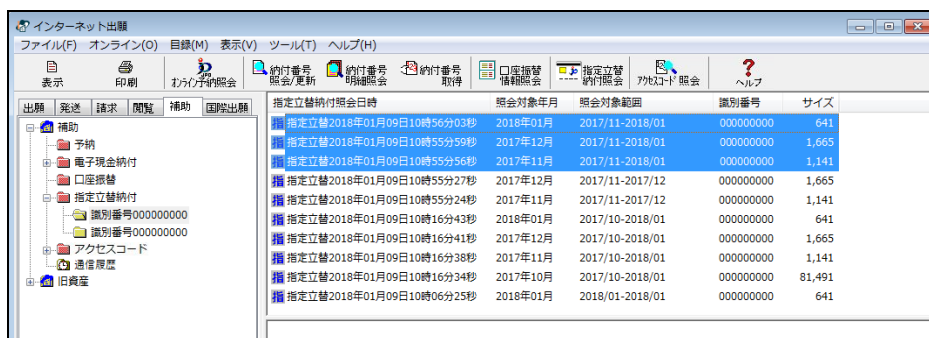 インターネット出願
ファイル(F) オンライン(O) 目録(M) 表示(V) ツール(T) ヘルプ(H)
表示 印刷 オンライン予納照会 納付番号照会/更新 納付番号明細照会 納付番号取得 口座振替情報照会 指定立替納付照会 アクセスコード照会 ヘルプ
出願 発送 請求 閲覧 補助 国際出願
補助
予納
電子現金納付
口座振替
指定立替納付
識別番号000000000
識別番号000000000
アクセスコード
通信履歴
旧資産
指定立替納付照会日時 照会対象年月 照会対象範囲 識別番号 サイズ
指 指定立替2018年01月09日10時56分03秒 2018年01月 2017/11-2018/01 000000000 641
指 指定立替2018年01月09日10時55分59秒 2017年12月 2017/11-2018/01 000000000 1,665
指 指定立替2018年01月09日10時55分56秒 2017年11月 2017/11-2018/01 000000000 1,141
指 指定立替2018年01月09日10時55分27秒 2017年12月 2017/11-2017/12 000000000 1,665
指 指定立替2018年01月09日10時55分24秒 2017年11月 2017/11-2017/12 000000000 1,141
指 指定立替2018年01月09日10時16分43秒 2018年01月 2017/10-2018/01 000000000 641
指 指定立替2018年01月09日10時16分41秒 2017年12月 2017/10-2018/01 000000000 1,665
指 指定立替2018年01月09日10時16分38秒 2017年11月 2017/10-2018/01 000000000 1,141
指 指定立替2018年01月09日10時16分34秒 2017年10月 2017/10-2018/01 000000000 81,491
指 指定立替2018年01月09日10時06分25秒 2018年01月 2018/01-2018/01 000000000 641